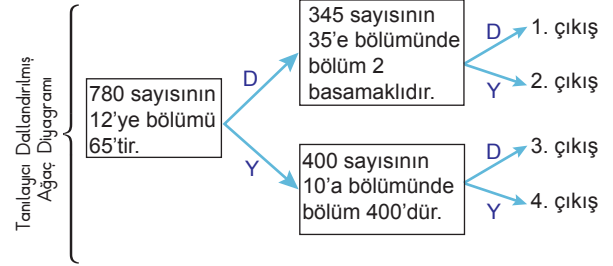 Tanılayıcı Dallandırılmış
Ağaç Diyagramı
780 sayısının
12'ye bölümü
65'tir.
D
Y
345 sayısının
35'e bölümünde
bölüm 2
basamaklıdır.
D
Y
1. çıkış
2. çıkış
400 sayısının
10'a bölümünde
bölüm 400'dür.
D
Y
3. çıkış
4. çıkış